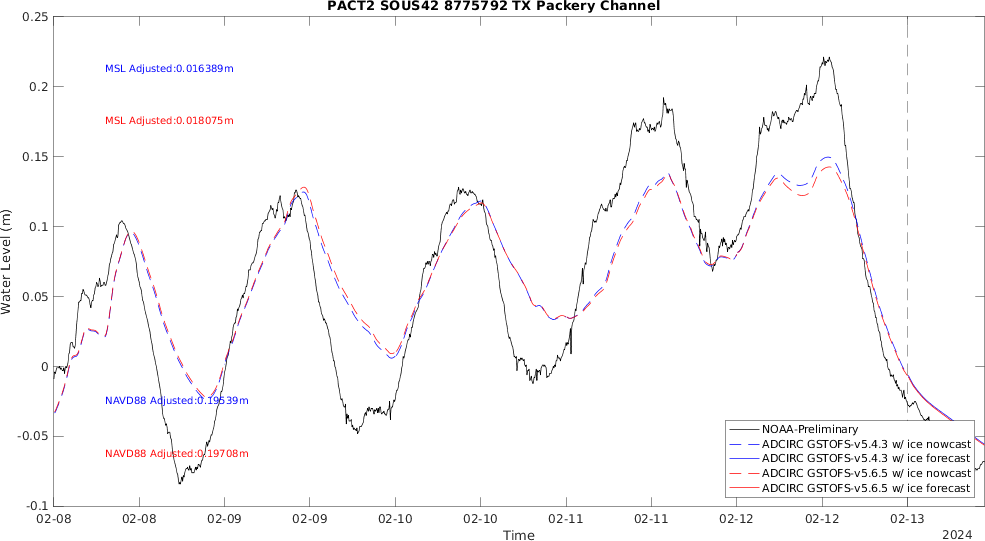 PACT2 SOUS42 8775792 TX Packery Channel
0.25
0.2
0.15
0.1
0.05
0
-0.05
-0.1
Water Level (m)
MSL Adjusted:0.016389m
MSL Adjusted:0.018075m
NAVD88 Adjusted:0.19539m
NAVD88 Adjusted:0.19708m
NOAA-Preliminary
ADCIRC GSTOFS-v5.4.3 w/ ice nowcast
ADCIRC GSTOFS-v5.4.3 w/ ice forecast
ADCIRC GSTOFS-v5.6.5 w/ ice nowcast
ADCIRC GSTOFS-v5.6.5 w/ ice forecast
02-08 02-08 02-09 02-09 02-10 02-10 02-11 02-11 02-12 02-12 02-13
Time
2024